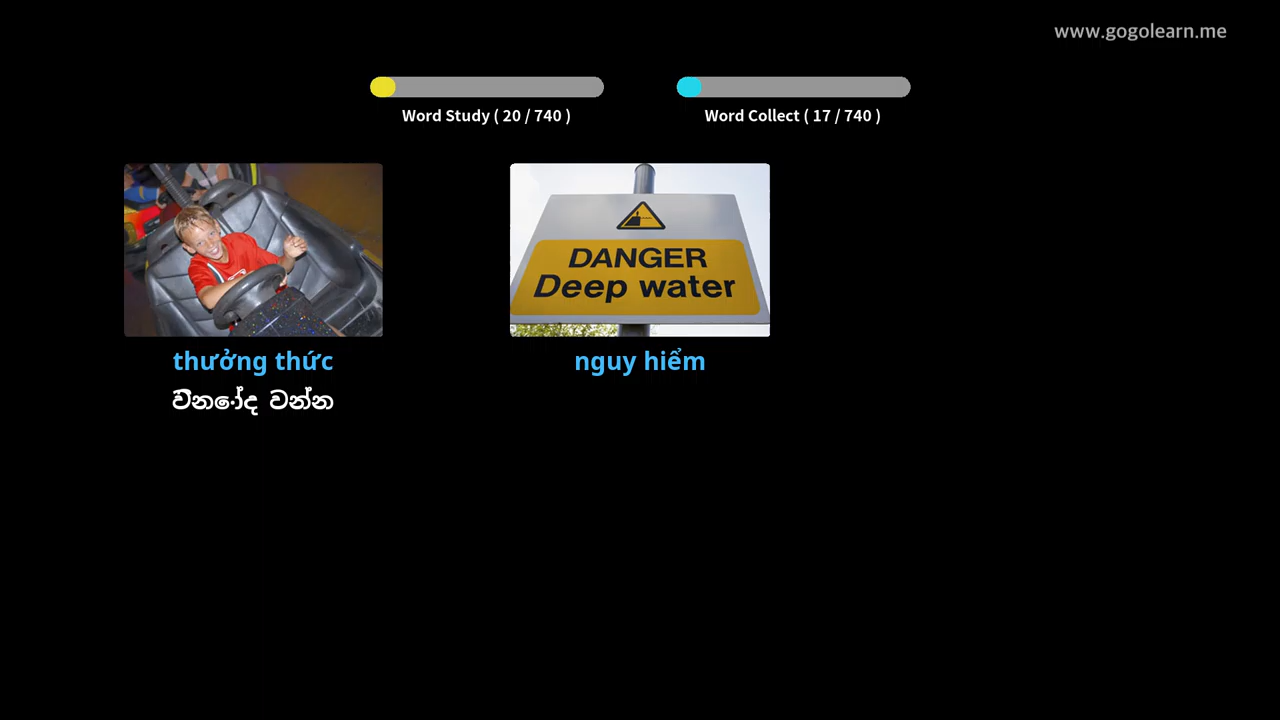 www.gogolearn.me
Word Study ( 20 / 740 )
Word Collect ( 17 / 740 )
DANGER
Deep water
thưởng thức
nguy hiểm
විනෝද වන්න